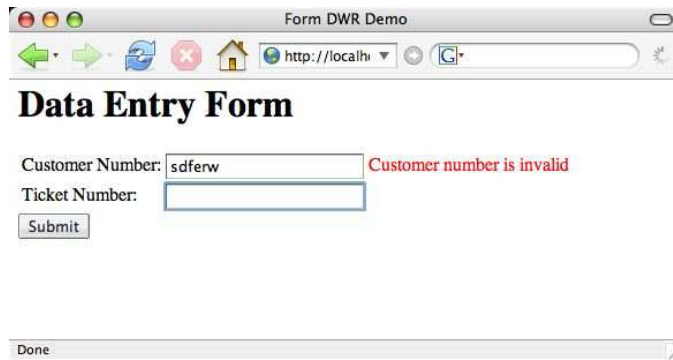 Form DWR Demo
http://localh
G
Data Entry Form
Customer Number: sdferw Customer number is invalid
Ticket Number:
Submit
Done